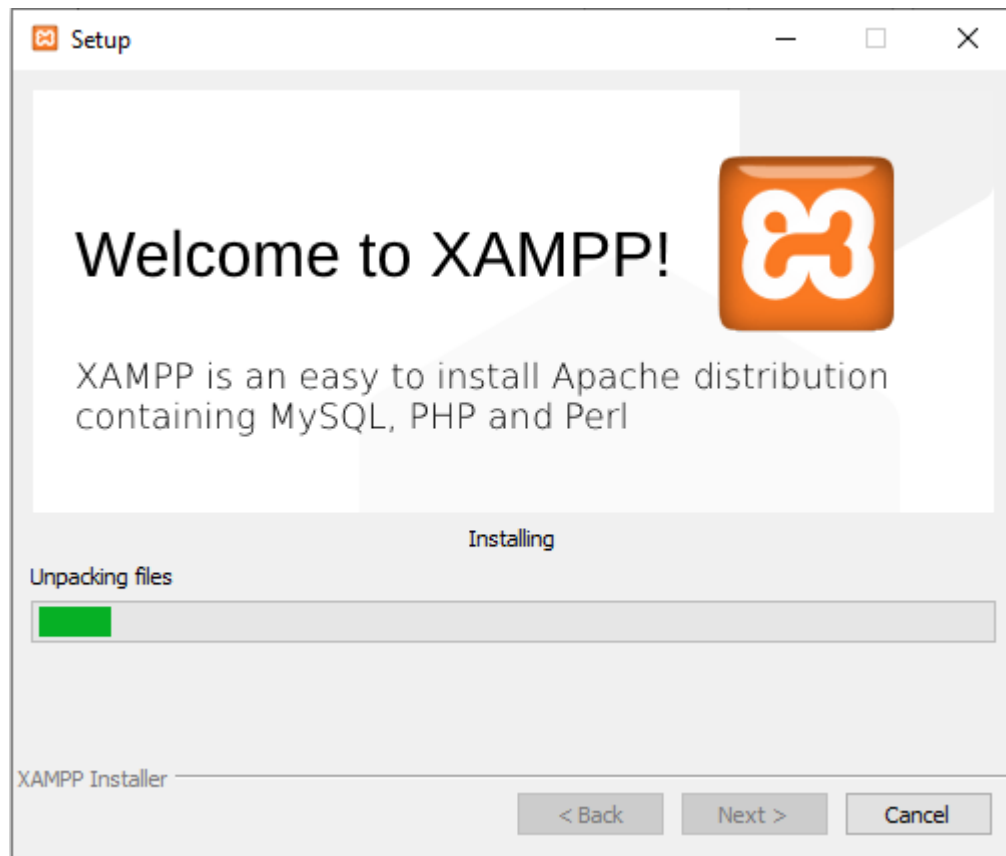 Setup
Welcome to XAMPP!
XAMPP is an easy to install Apache distribution
containing MySQL, PHP and Perl
Installing
Unpacking files
XAMPP Installer
< Back Next > Cancel